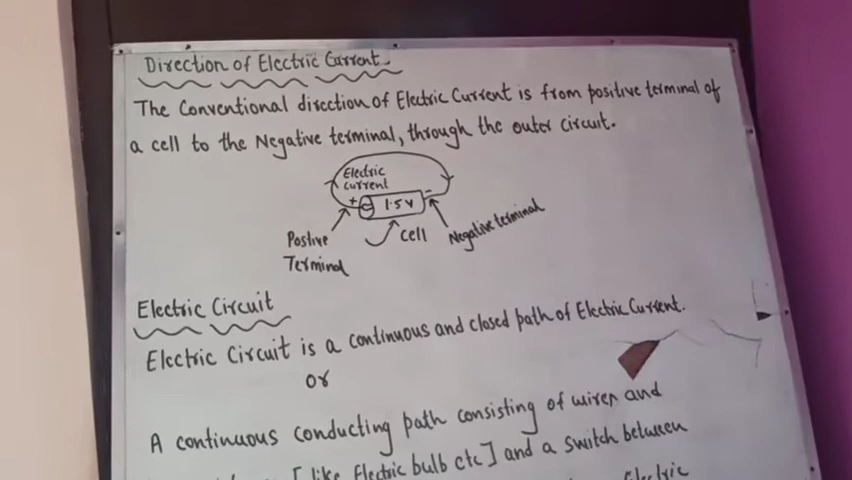 Direction of Electric Current
The Conventional direction of Electric Current is from positive terminal of
a cell to the Negative terminal, through the outer circuit.
Electric
current
+
-
1.5 v
Postive
Terminal
cell
Negative terminal
Electric Circuit
Electric Circuit is a continuous and closed path of Electric Current.
or
A continuous conducting path consisting of wires and
[like Electric bulb etc] and a switch between
Electric